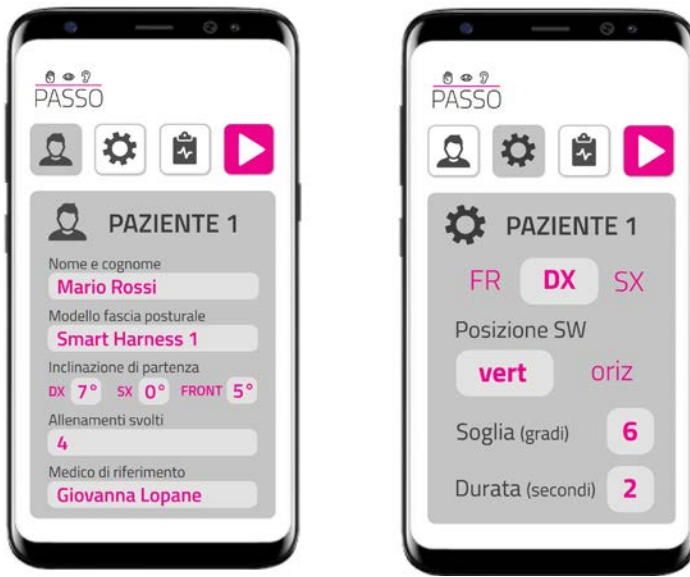 PASSO
PAZIENTE 1
Nome e cognome
Mario Rossi
Modello fascia posturale
Smart Harness 1
Inclinazione di partenza
DX 7° SX 0° FRONT 5°
Allenamenti svolti
4
Medico di riferimento
Giovanna Lopane
PASSO
PAZIENTE 1
FR DX SX
Posizione SW
vert oriz
Soglia (gradi) 6
Durata (secondi) 2